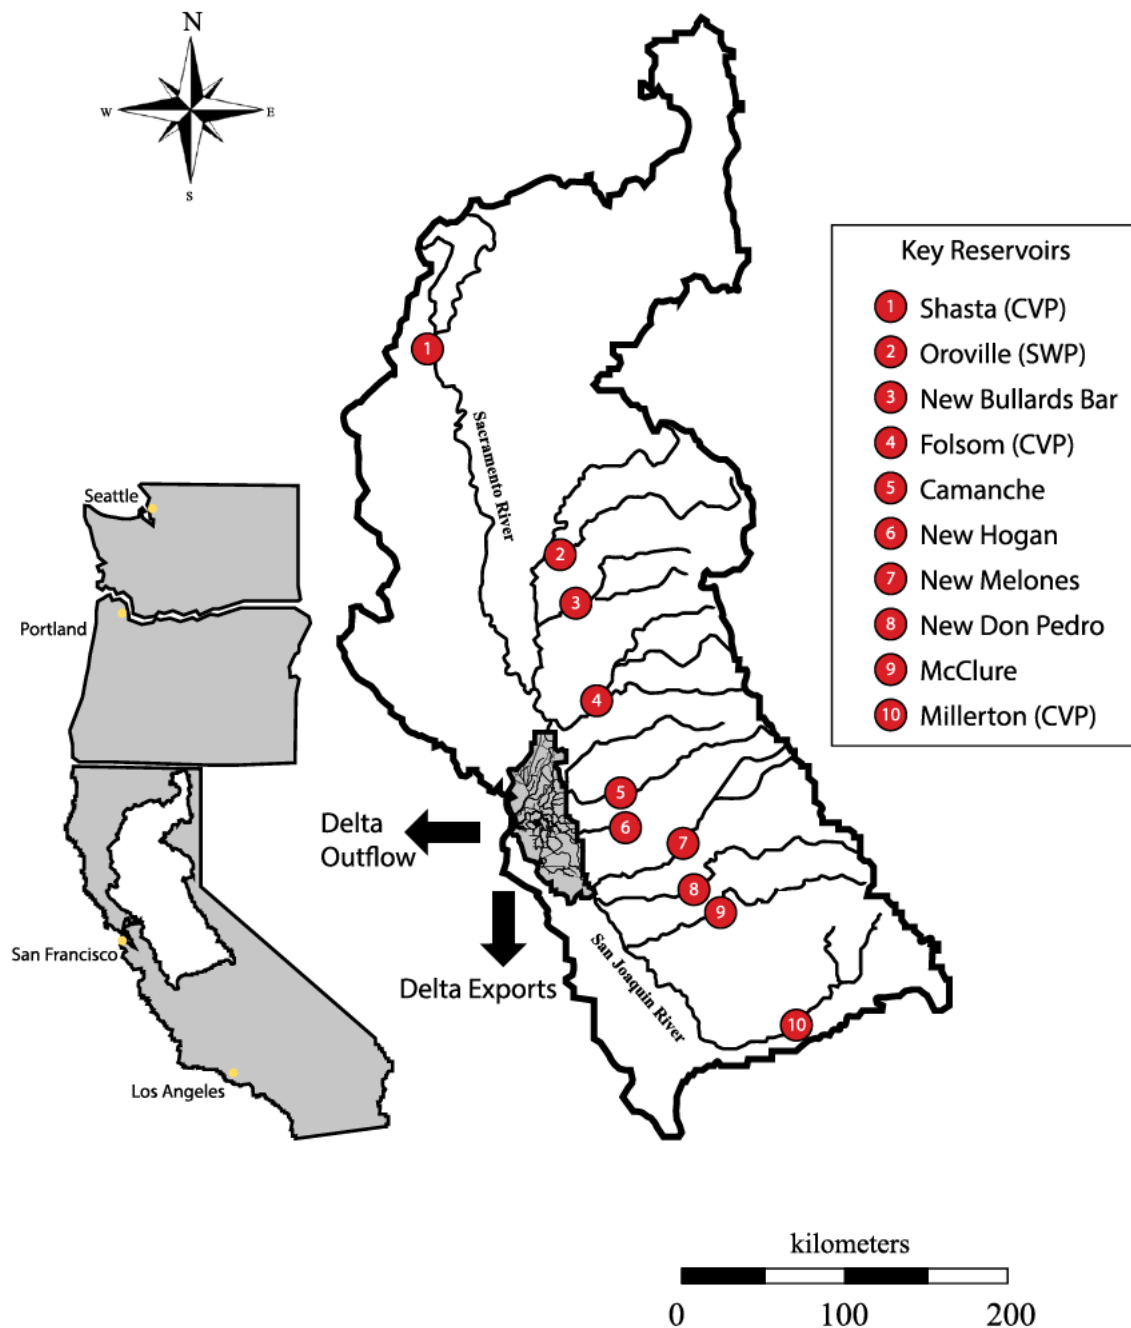 N
W
E
S
Key Reservoirs
1 Shasta (CVP)
2 Oroville (SWP)
3 New Bullards Bar
4 Folsom (CVP)
5 Camanche
6 New Hogan
7 New Melones
8 New Don Pedro
9 McClure
10 Millerton (CVP)
1
Sacramento River
2
3
4
5
6
7
8
9
10
San Joaquin River
Delta
Outflow
Delta Exports
Seattle
Portland
San Francisco
Los Angeles
kilometers
0 100 200